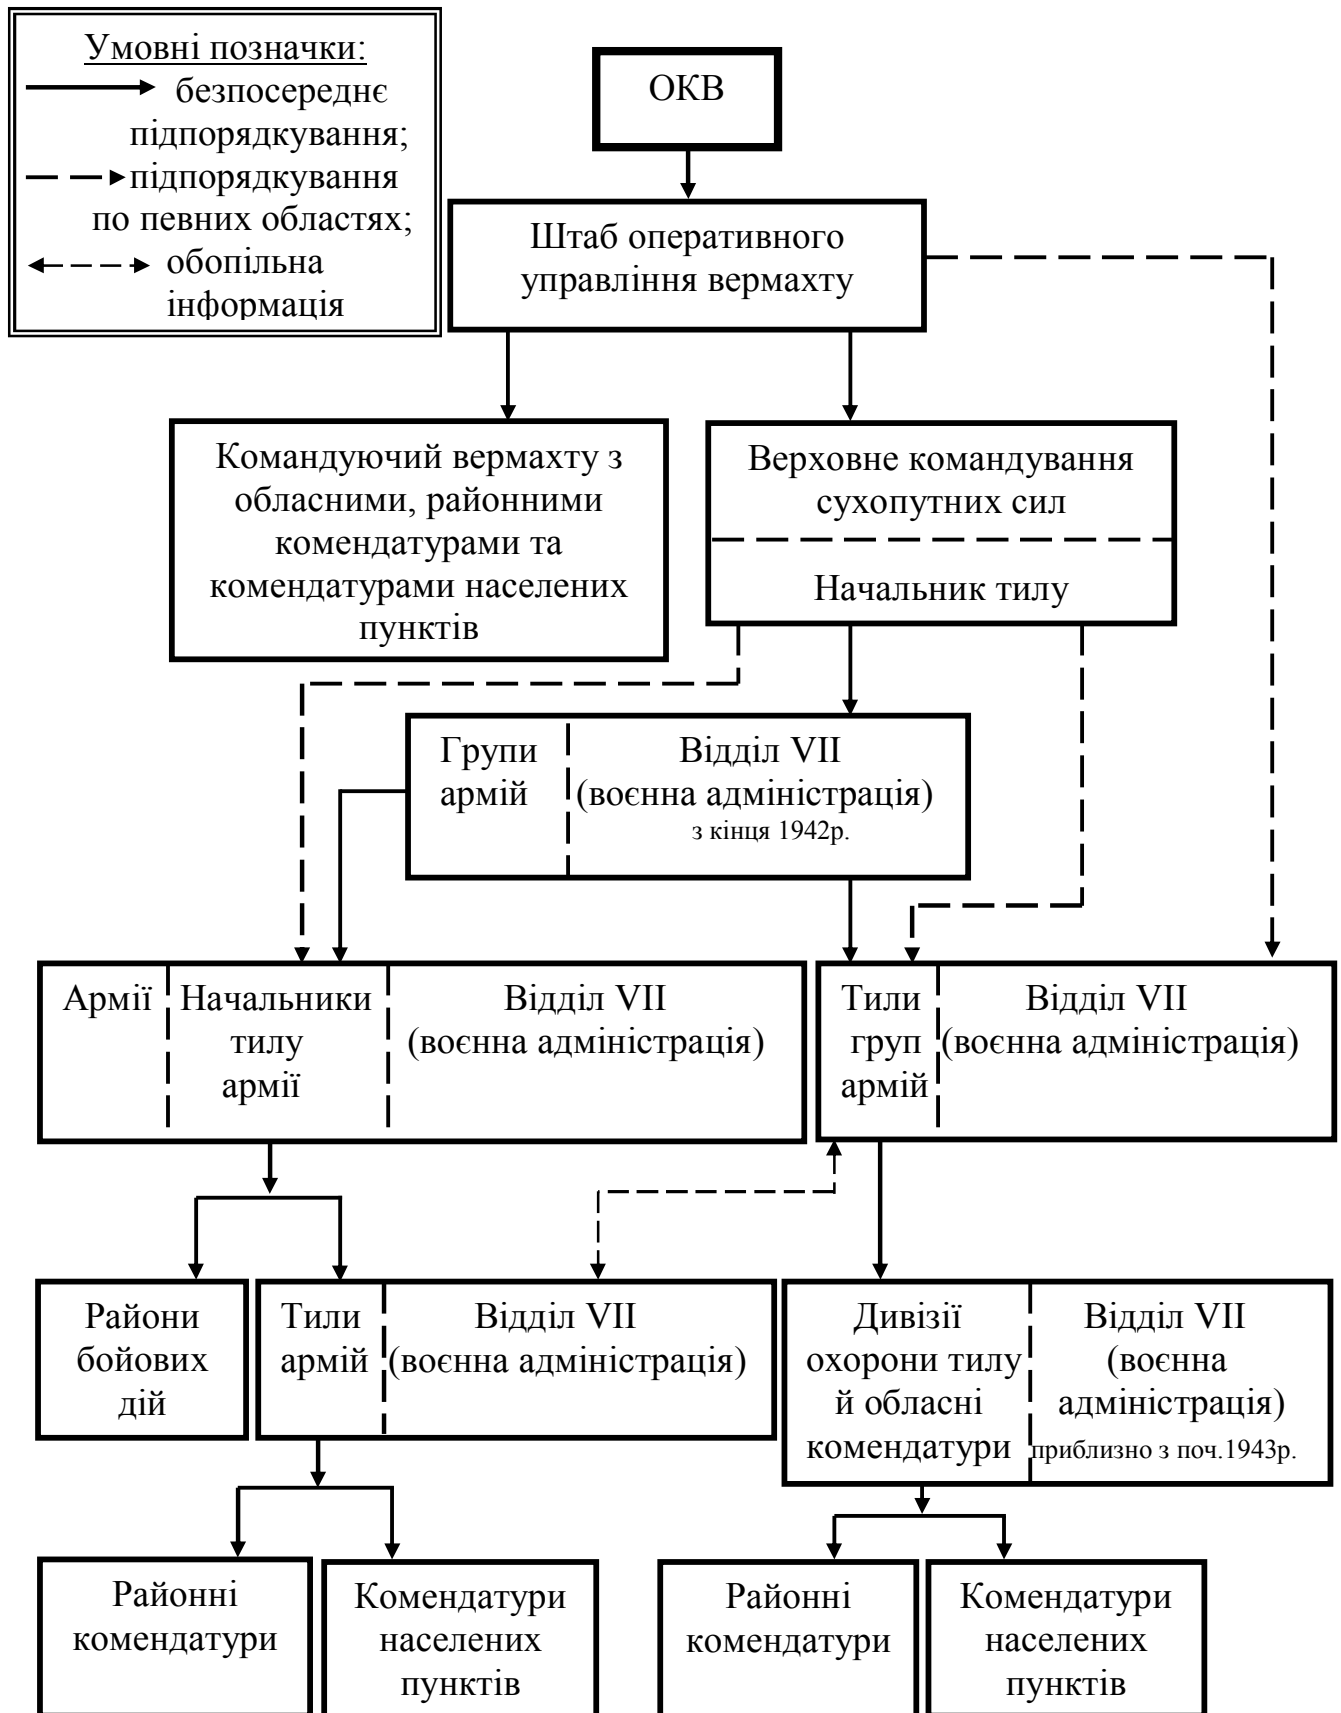 Умовні позначки:
безпосереднє
підпорядкування;
підпорядкування
по певних областях;
обопільна
інформація
ОКВ
Штаб оперативного
управління вермахту
Командуючий вермахту з
обласними, районними
комендатурами та
комендатурами населених
пунктів
Верховне командування
сухопутних сил
Начальник тилу
Групи
армій
Відділ VII
(воєнна адміністрація)
з кінця 1942р.
Армії
Начальники
тилу
армії
Відділ VII
(воєнна адміністрація)
Тили
груп
армій
Відділ VII
(воєнна адміністрація)
Райони
бойових
дій
Тили
армій
Відділ VII
(воєнна адміністрація)
Дивізії
охорони тилу
й обласні
комендатури
Відділ VII
(воєнна
адміністрація)
приблизно з поч.1943р.
Районні
комендатури
Комендатури
населених
пунктів
Районні
комендатури
Комендатури
населених
пунктів